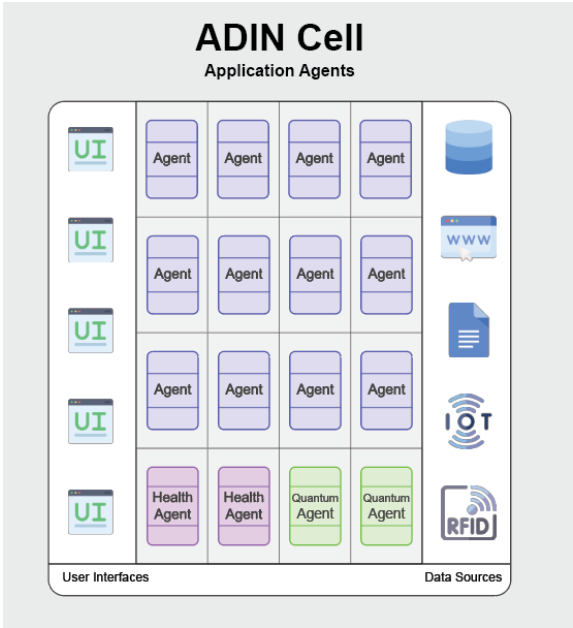 ADIN Cell
Application Agents
UI
Agent Agent Agent Agent
WWW
UI
Agent Agent Agent Agent
UI
Agent Agent Agent Agent
UI
IOT
Health Agent
Health Agent
Quantum Agent
Quantum Agent
UI
RFID
User Interfaces
Data Sources